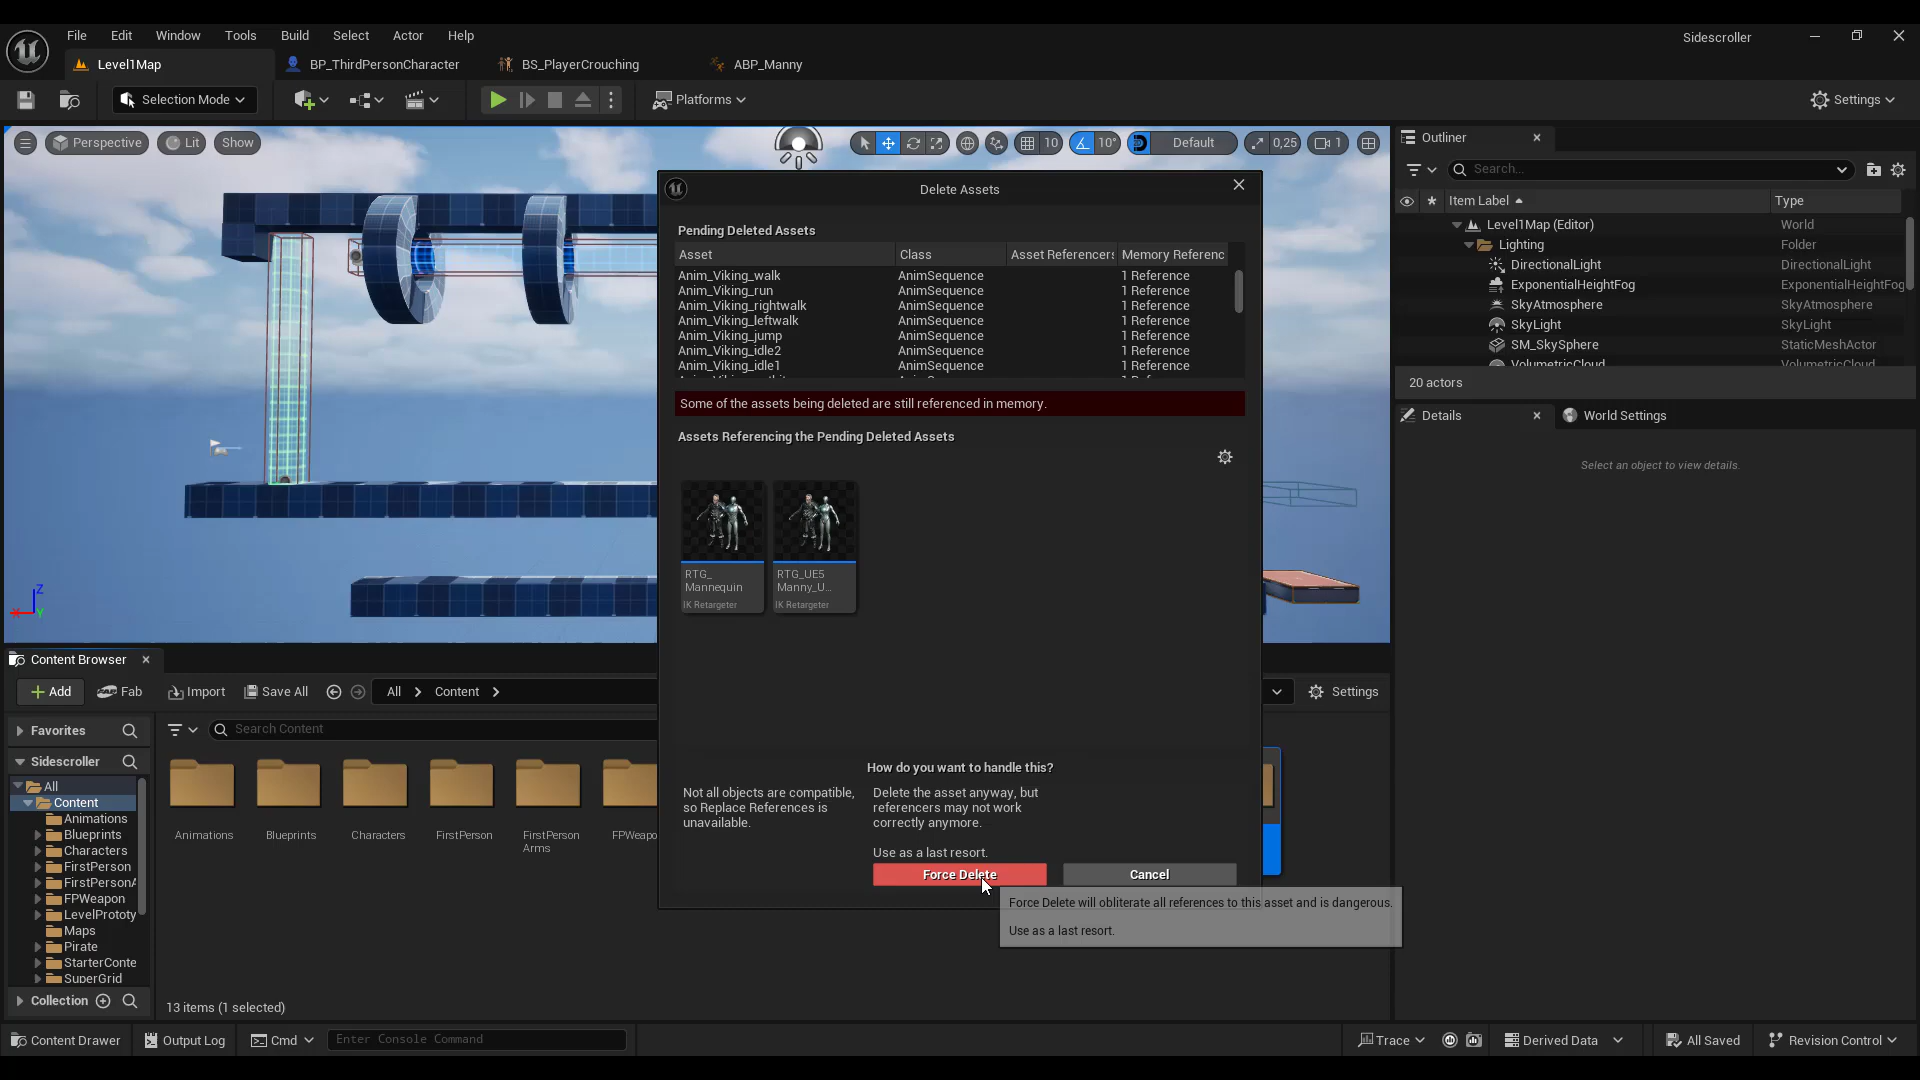 File Edit Window Tools Build Select Actor Help
Sidescroller
Level1Map
BP_ThirdPersonCharacter
BS_PlayerCrouching
ABP_Manny
Selection Mode
Platforms
Settings
Perspective
Lit
Show
10
10°
Default
0,25
1
Outliner
Search...
Item Label
Type
Level1Map (Editor) World
Lighting Folder
DirectionalLight DirectionalLight
ExponentialHeightFog ExponentialHeightFog
SkyAtmosphere SkyAtmosphere
SkyLight SkyLight
SM_SkySphere StaticMeshActor
VolumetricCloud VolumetricCloud
20 actors
Details
World Settings
Select an object to view details.
Delete Assets
Pending Deleted Assets
Asset Class Asset Referencers Memory Referenc
Anim_Viking_walk AnimSequence 1 Reference
Anim_Viking_run AnimSequence 1 Reference
Anim_Viking_rightwalk AnimSequence 1 Reference
Anim_Viking_leftwalk AnimSequence 1 Reference
Anim_Viking_jump AnimSequence 1 Reference
Anim_Viking_idle2 AnimSequence 1 Reference
Anim_Viking_idle1 AnimSequence 1 Reference
Some of the assets being deleted are still referenced in memory.
Assets Referencing the Pending Deleted Assets
RTG_
Mannequin
IK Retargeter
RTG_UE5
Manny_U...
IK Retargeter
How do you want to handle this?
Not all objects are compatible,
so Replace References is
unavailable.
Delete the asset anyway, but
referencers may not work
correctly anymore.
Use as a last resort.
Force Delete
Cancel
Force Delete will obliterate all references to this asset and is dangerous.
Use as a last resort.
Content Browser
Add
Fab
Import
Save All
All
Content
Settings
Favorites
Search Content
Sidescroller
All
Content
Animations
Blueprints
Characters
FirstPerson
FirstPersonA
FPWeapon
LevelPrototy
Maps
Pirate
StarterConte
SuperGrid
Collection
Animations
Blueprints
Characters
FirstPerson
FirstPerson
Arms
FPWeapo
13 items (1 selected)
Content Drawer
Output Log
Cmd
Enter Console Command
Trace
Derived Data
All Saved
Revision Control